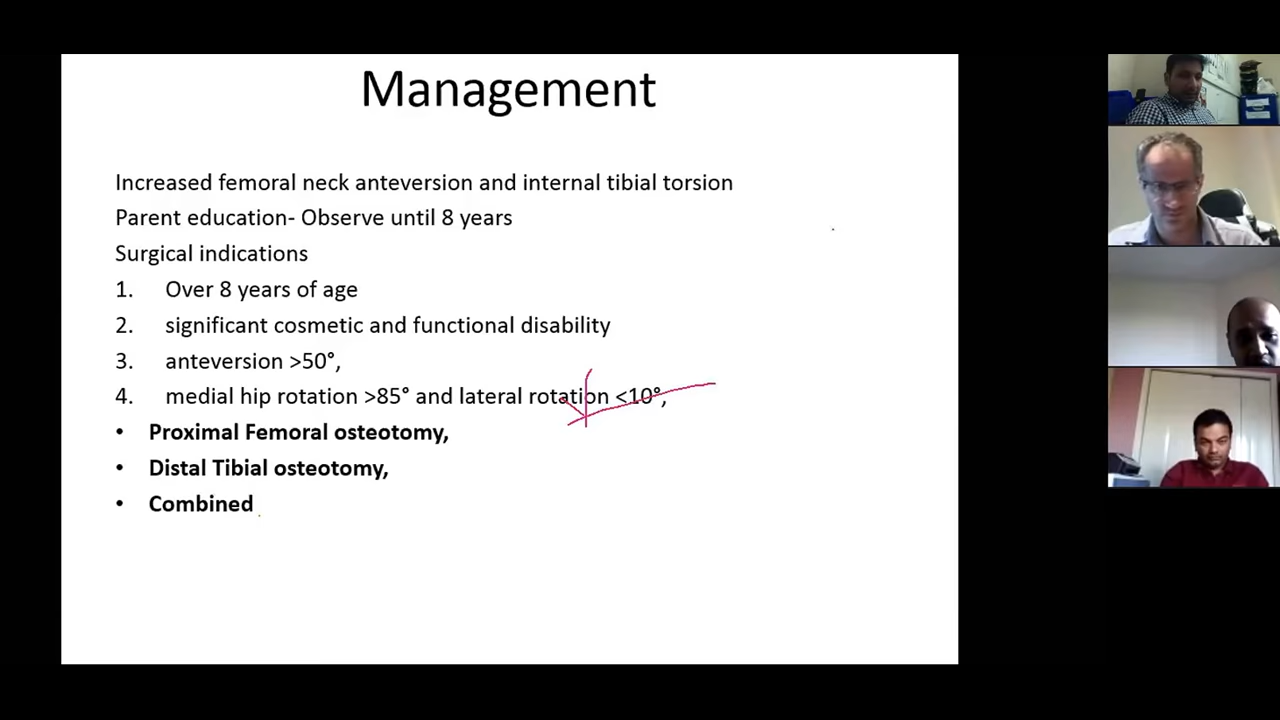 Management
Increased femoral neck anteversion and internal tibial torsion
Parent education- Observe until 8 years
Surgical indications
1. Over 8 years of age
2. significant cosmetic and functional disability
3. anteversion >50°,
4. medial hip rotation >85° and lateral rotation <10°,
• Proximal Femoral osteotomy,
• Distal Tibial osteotomy,
• Combined